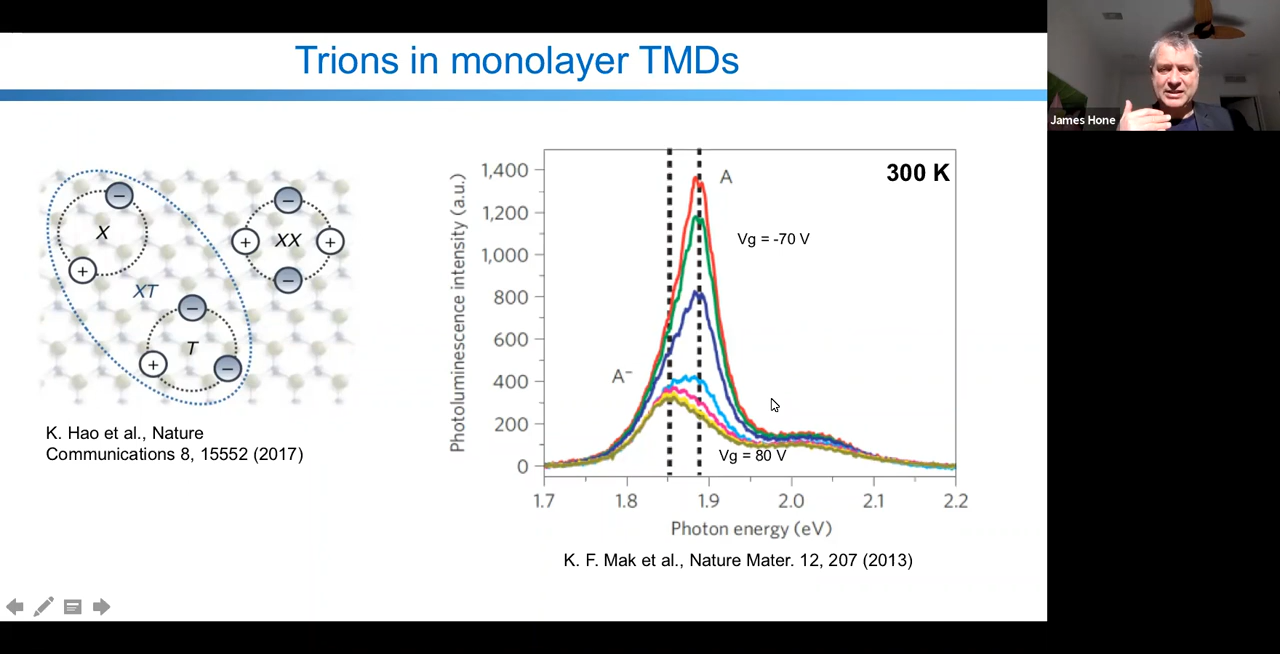 Trions in monolayer TMDs
James Hone
−
X
+
−
+
XX
+
−
XT
−
T
+
−
K. Hao et al., Nature
Communications 8, 15552 (2017)
300 K
A
Vg = -70 V
A⁻
Vg = 80 V
Photoluminescence intensity (a.u.)
1,400
1,200
1,000
800
600
400
200
0
1.7 1.8 1.9 2.0 2.1 2.2
Photon energy (eV)
K. F. Mak et al., Nature Mater. 12, 207 (2013)